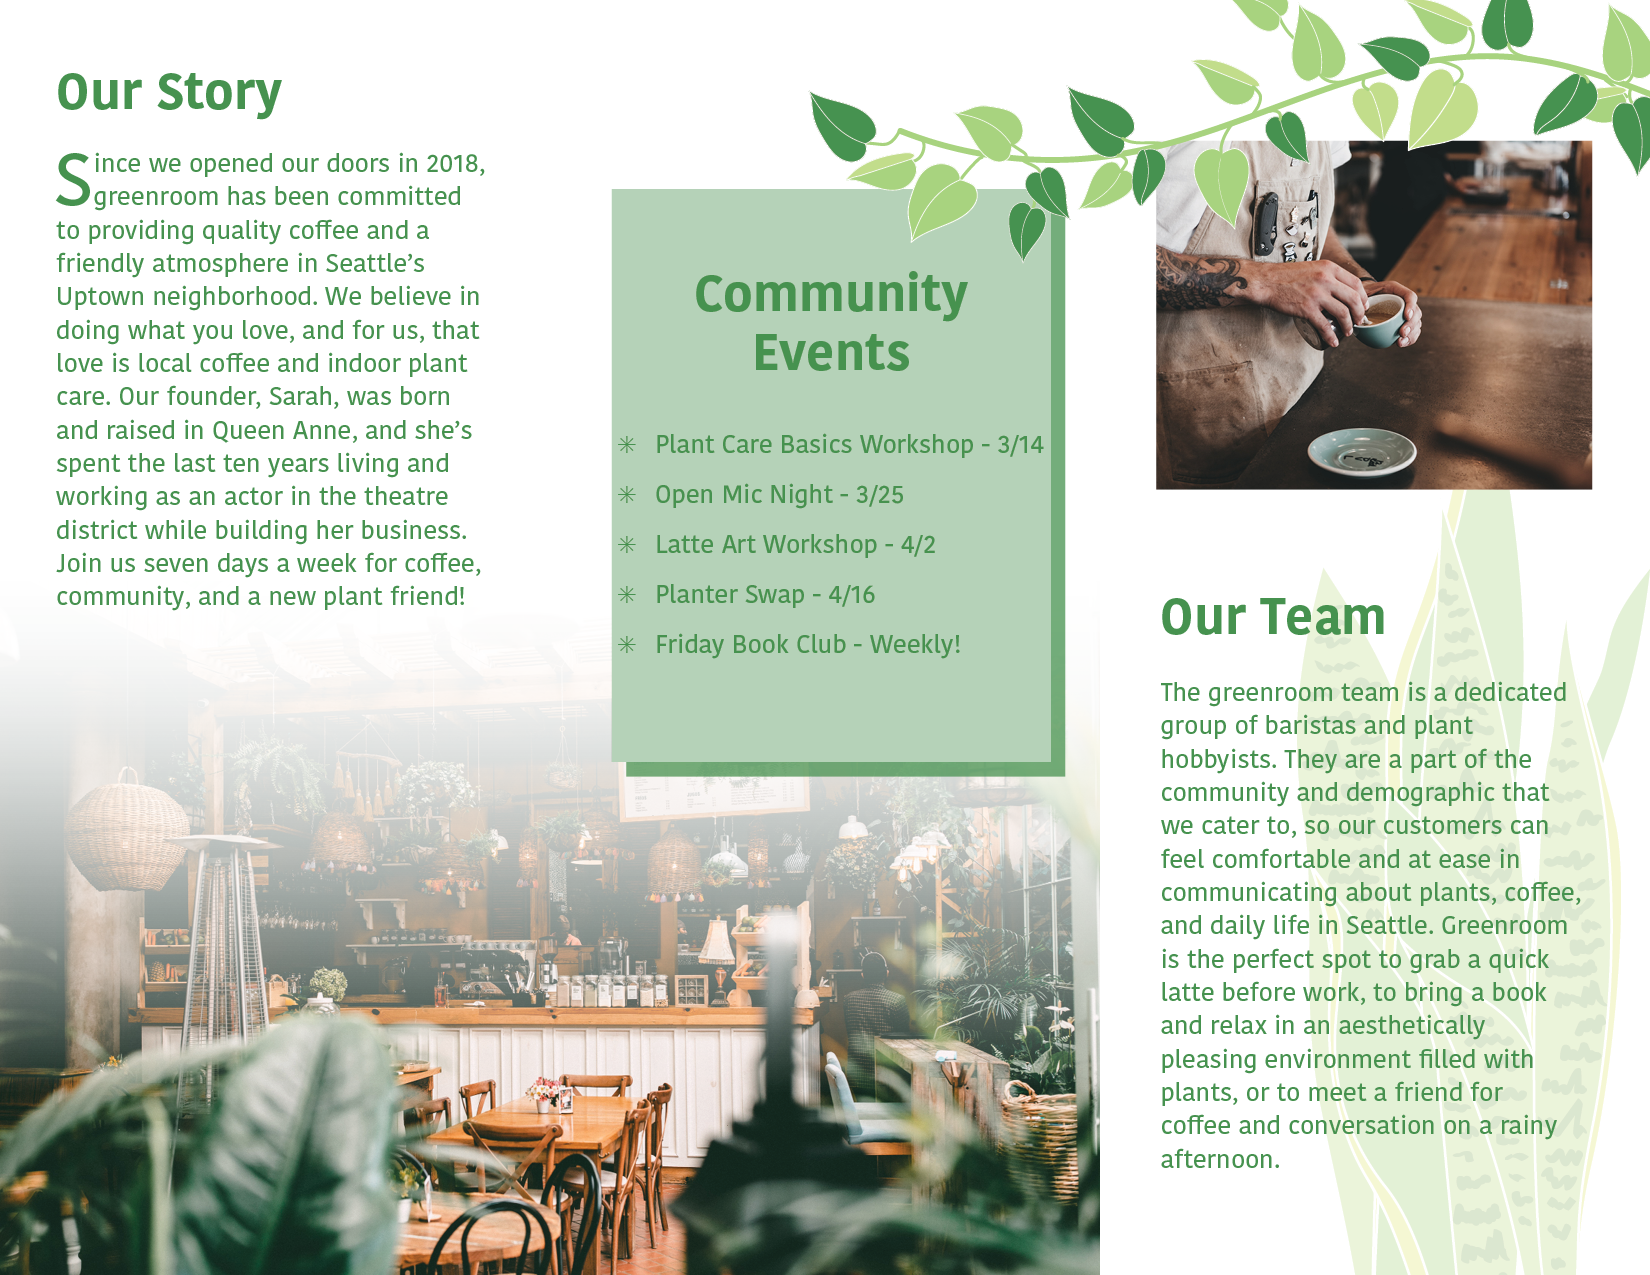 Our Story
Since we opened our doors in 2018,
greenroom has been committed
to providing quality coffee and a
friendly atmosphere in Seattle’s
Uptown neighborhood. We believe in
doing what you love, and for us, that
love is local coffee and indoor plant
care. Our founder, Sarah, was born
and raised in Queen Anne, and she’s
spent the last ten years living and
working as an actor in the theatre
district while building her business.
Join us seven days a week for coffee,
community, and a new plant friend!
Community
Events
✳ Plant Care Basics Workshop - 3/14
✳ Open Mic Night - 3/25
✳ Latte Art Workshop - 4/2
✳ Planter Swap - 4/16
✳ Friday Book Club - Weekly!
Our Team
The greenroom team is a dedicated
group of baristas and plant
hobbyists. They are a part of the
community and demographic that
we cater to, so our customers can
feel comfortable and at ease in
communicating about plants, coffee,
and daily life in Seattle. Greenroom
is the perfect spot to grab a quick
latte before work, to bring a book
and relax in an aesthetically
pleasing environment filled with
plants, or to meet a friend for
coffee and conversation on a rainy
afternoon.